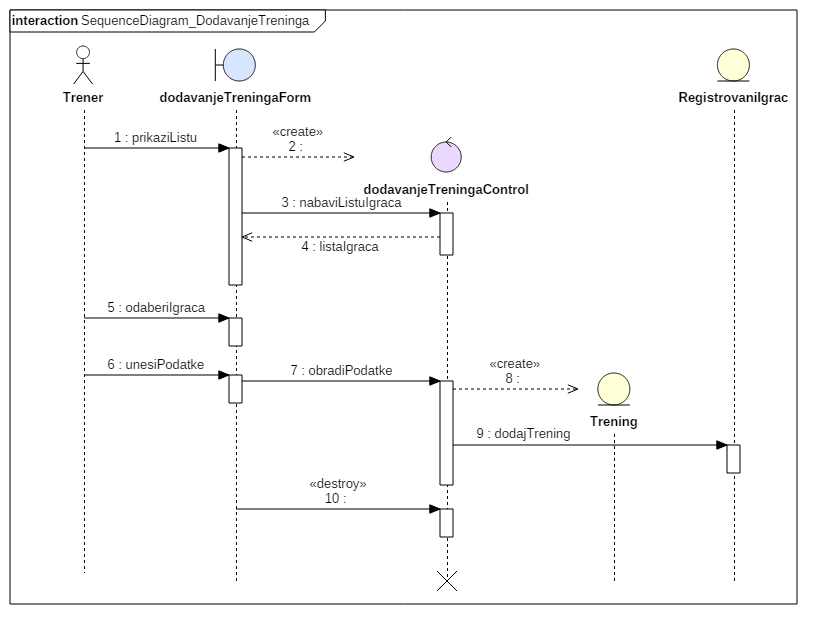 interaction SequenceDiagram_DodavanjeTreninga
Trener
dodavanjeTreningaForm
RegistrovaniIgrac
1 : prikaziListu
«create»
2 :
dodavanjeTreningaControl
3 : nabaviListuIgraca
4 : listaIgraca
5 : odaberiIgraca
6 : unesiPodatke
7 : obradiPodatke
«create»
8 :
Trening
9 : dodajTrening
«destroy»
10 :